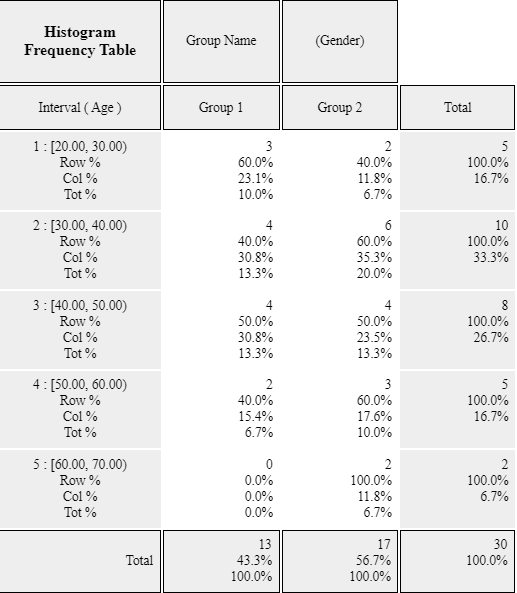 Histogram Frequency Table Group Name (Gender)
Interval ( Age ) Group 1 Group 2 Total
1 : [20.00, 30.00) 3 2 5
Row % 60.0% 40.0% 100.0%
Col % 23.1% 11.8% 16.7%
Tot % 10.0% 6.7%
2 : [30.00, 40.00) 4 6 10
Row % 40.0% 60.0% 100.0%
Col % 30.8% 35.3% 33.3%
Tot % 13.3% 20.0%
3 : [40.00, 50.00) 4 4 8
Row % 50.0% 50.0% 100.0%
Col % 30.8% 23.5% 26.7%
Tot % 13.3% 13.3%
4 : [50.00, 60.00) 2 3 5
Row % 40.0% 60.0% 100.0%
Col % 15.4% 17.6% 16.7%
Tot % 6.7% 10.0%
5 : [60.00, 70.00) 0 2 2
Row % 0.0% 100.0% 100.0%
Col % 0.0% 11.8% 6.7%
Tot % 0.0% 6.7%
13 17 30
Total 43.3% 56.7% 100.0%
100.0% 100.0%